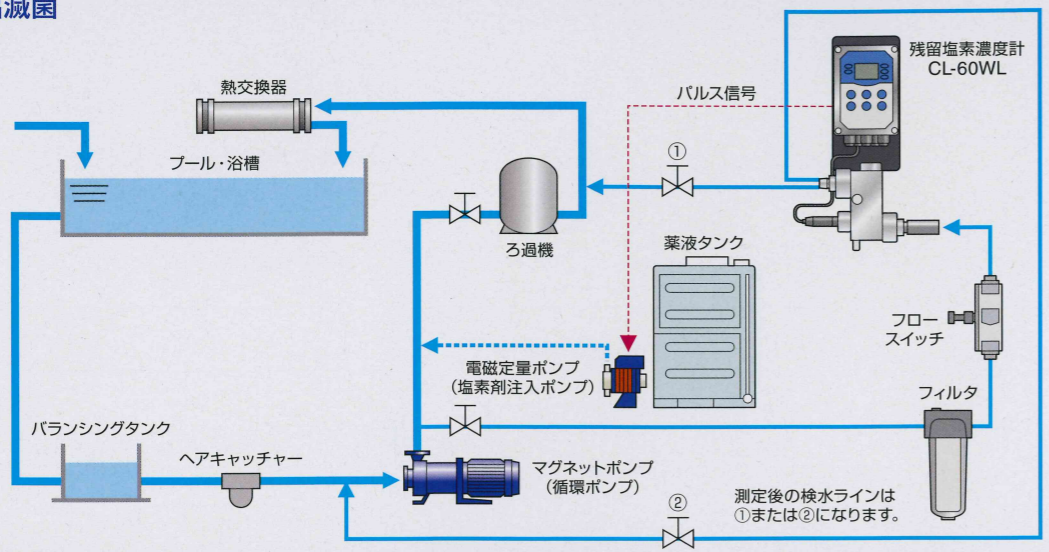 滅菌
残留塩素濃度計
CL-60WL
パルス信号
熱交換器
①
プール・浴槽
ろ過機
薬液タンク
フロー
スイッチ
電磁定量ポンプ
（塩素剤注入ポンプ）
フィルタ
バランシングタンク
ヘアキャッチャー
マグネットポンプ
（循環ポンプ）
②
測定後の検水ラインは
①または②になります。